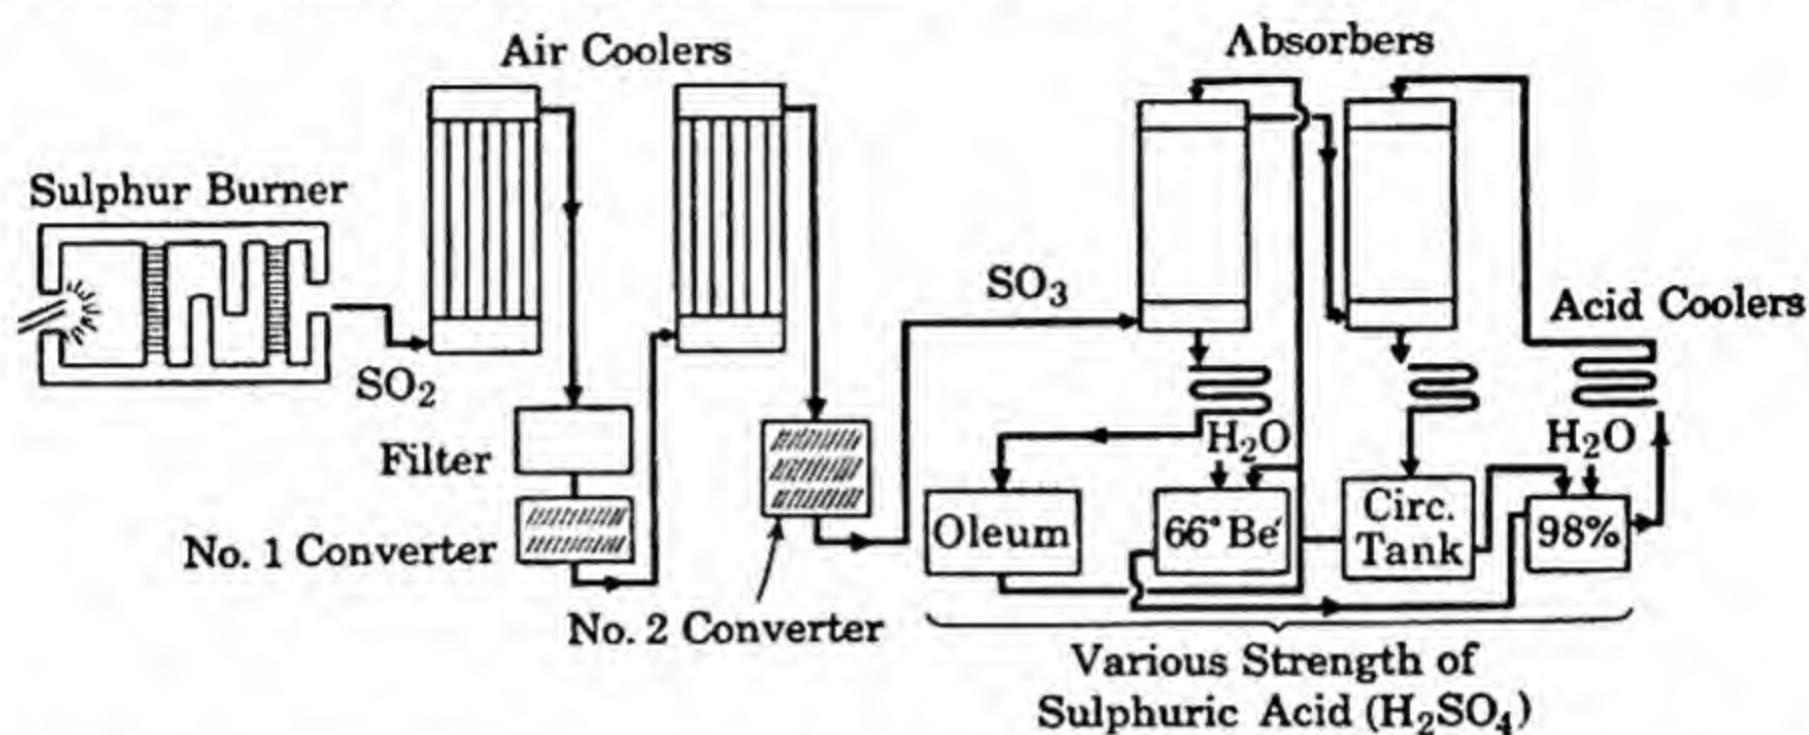 Air Coolers
Absorbers
Sulphur Burner
SO₂
SO₃
Acid Coolers
Filter
H₂O
H₂O
No. 1 Converter
Oleum
66° Bé
Circ.
Tank
98%
No. 2 Converter
Various Strength of
Sulphuric Acid (H₂SO₄)